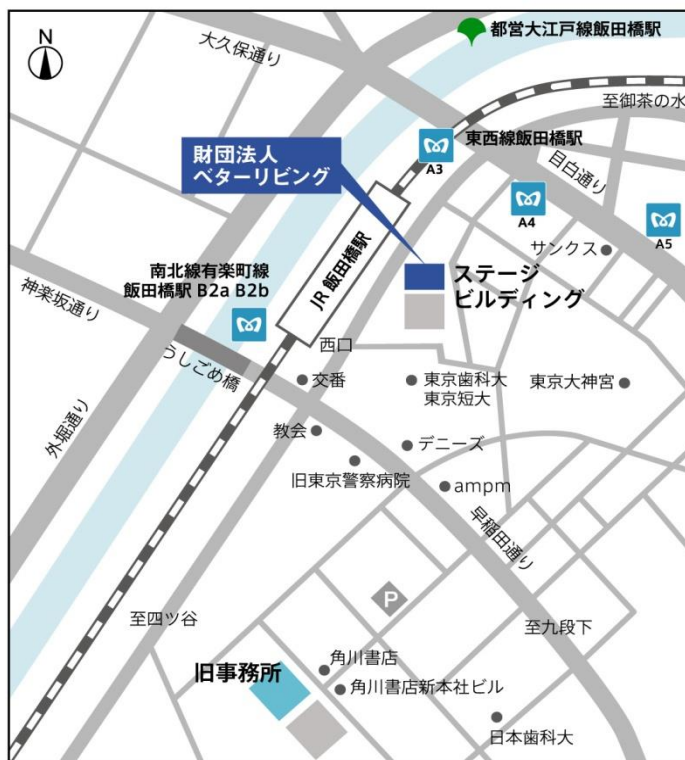 N
大久保通り
都営大江戸線飯田橋駅
至御茶の水
東西線飯田橋駅
財団法人
ベターリビング
A3
目白通り
A4
A5
サンクス
JR 飯田橋駅
南北線有楽町線
飯田橋駅 B2a B2b
ステージ
ビルディング
神楽坂通り
うしごめ橋
西口
交番
東京歯科大
東京短大
東京大神宮
外堀通り
教会
デニーズ
旧東京警察病院
ampm
早稲田通り
P
至四ツ谷
至九段下
旧事務所
角川書店
角川書店新本社ビル
日本歯科大